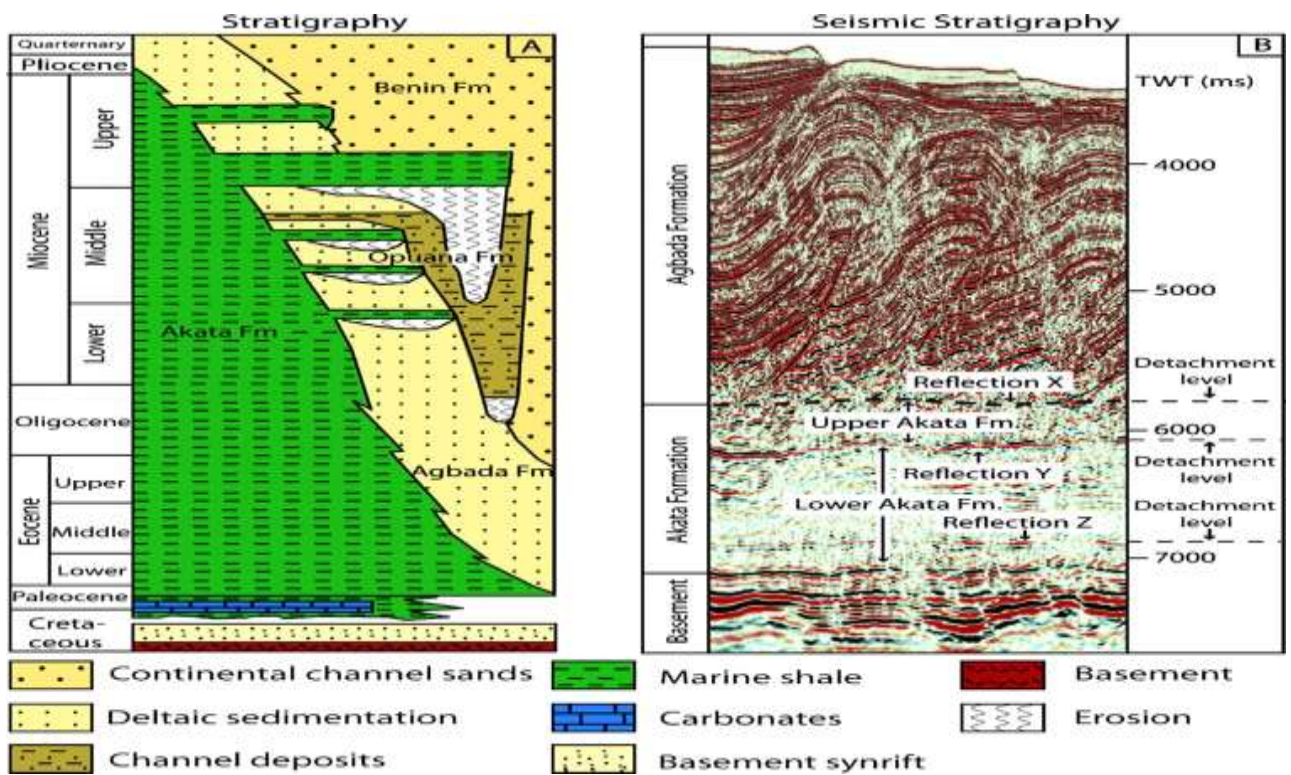 Stratigraphy
Quarternary
Pliocene
Miocene
Upper
Middle
Lower
Oligocene
Eocene
Upper
Middle
Lower
Paleocene
Creta-
ceous
A
Benin Fm
Opuana Fm
Akata Fm
Agbada Fm
Seismic Stratigraphy
B
TWT (ms)
Agbada Formation
Akata Formation
Basement
4000
5000
6000
7000
Reflection X
Upper Akata Fm.
Reflection Y
Lower Akata Fm.
Reflection Z
Detachment
level
Detachment
level
Detachment
level
Continental channel sands
Marine shale
Basement
Deltaic sedimentation
Carbonates
Erosion
Channel deposits
Basement synrift